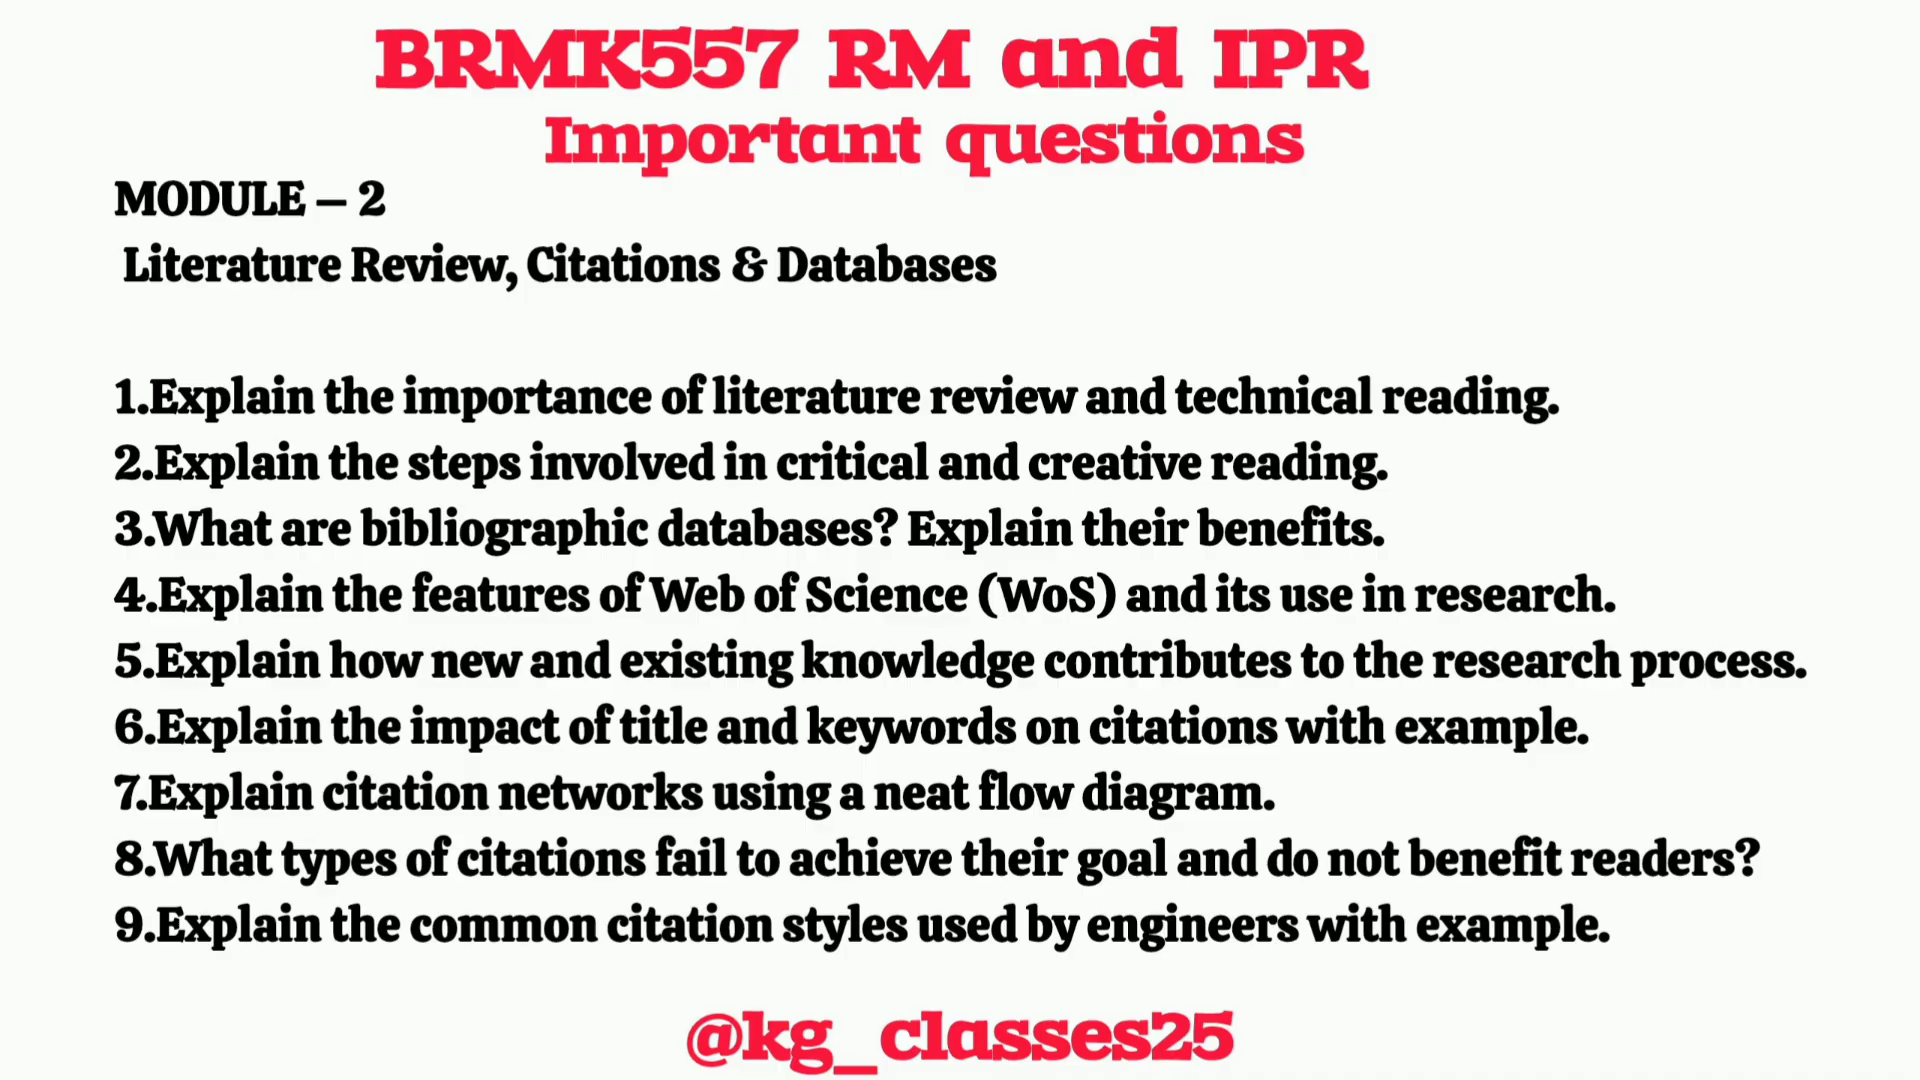 BRMK557 RM and IPR
Important questions
MODULE – 2
Literature Review, Citations & Databases
1.Explain the importance of literature review and technical reading.
2.Explain the steps involved in critical and creative reading.
3.What are bibliographic databases? Explain their benefits.
4.Explain the features of Web of Science (WoS) and its use in research.
5.Explain how new and existing knowledge contributes to the research process.
6.Explain the impact of title and keywords on citations with example.
7.Explain citation networks using a neat flow diagram.
8.What types of citations fail to achieve their goal and do not benefit readers?
9.Explain the common citation styles used by engineers with example.
@kg_classes25